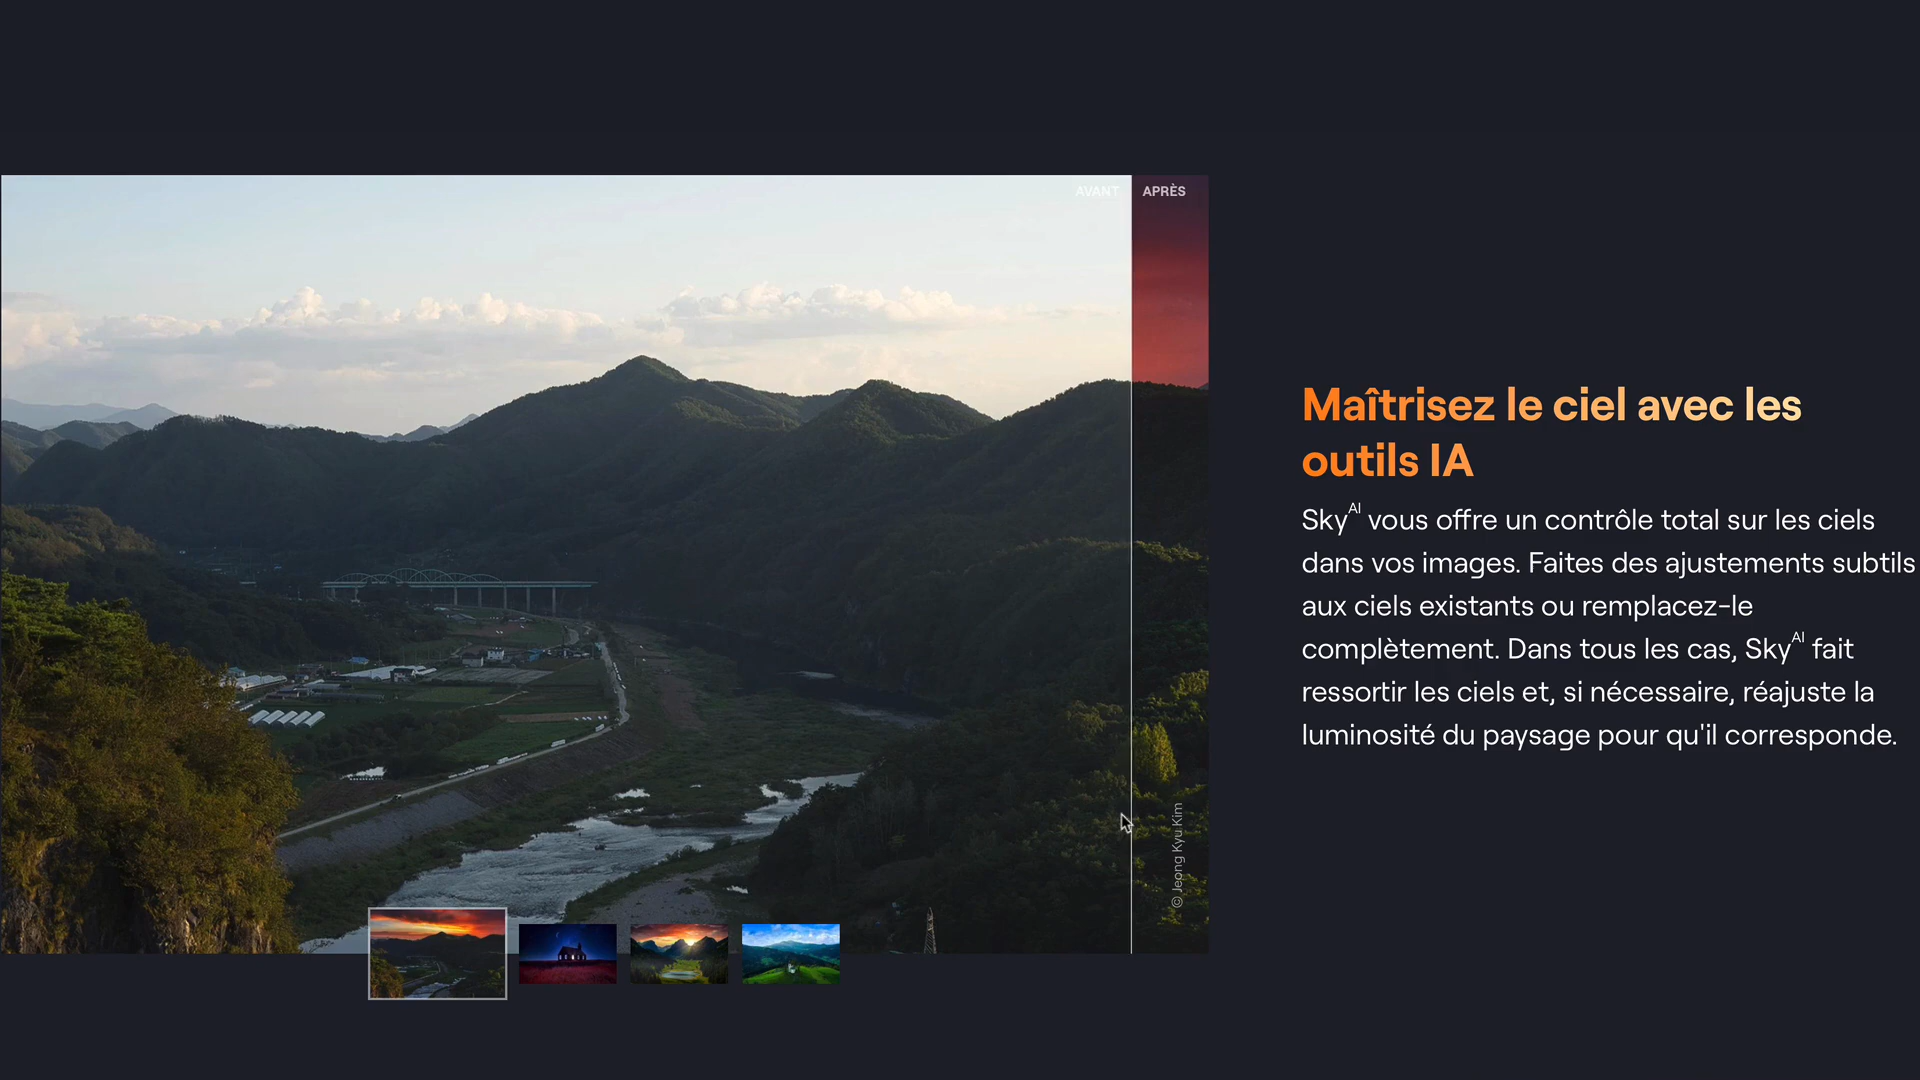 AVANT
APRÈS
© Jeong Kyu Kim
Maîtrisez le ciel avec les
outils IA
Sky AI vous offre un contrôle total sur les ciels
dans vos images. Faites des ajustements subtils
aux ciels existants ou remplacez-le
complètement. Dans tous les cas, Sky AI fait
ressortir les ciels et, si nécessaire, réajuste la
luminosité du paysage pour qu'il corresponde.